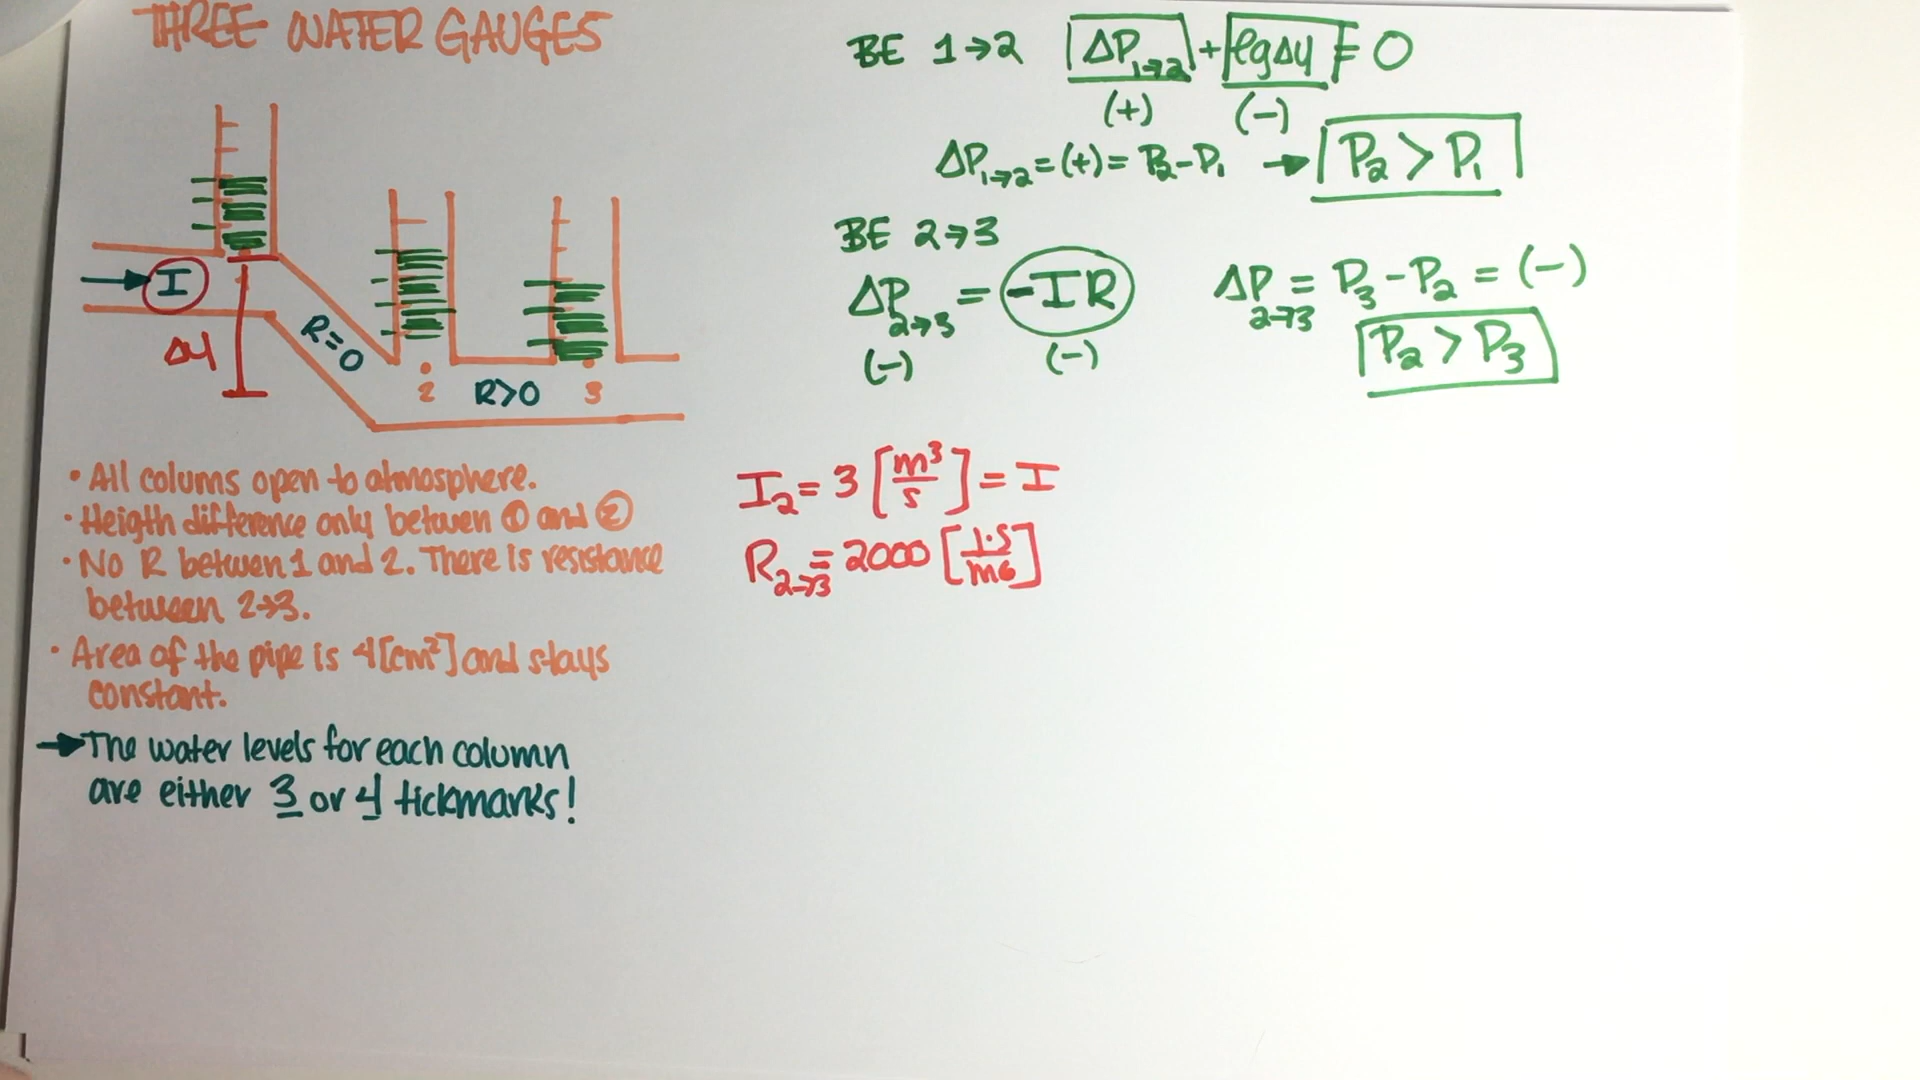 THREE WATER GAUGES
I
Δy
R=0
2
R>0
3
• All colums open to atmosphere.
• Heigth difference only betwen ① and ②
• No R betwen 1 and 2. There is resistance
between 2→3.
• Area of the pipe is 4[cm²] and stays
constant.
→ The water levels for each column
are either 3 or 4 tickmarks!
BE 1→2 ΔP1→2 + ρgΔy = 0
(+) (-)
ΔP1→2 = (+) = P2 - P1 → P2 > P1
BE 2→3
ΔP2→3 = -IR
(-) (-)
ΔP2→3 = P3 - P2 = (-)
P2 > P3
I2 = 3 [m³/s] = I
R2→3 = 2000 [J·s/m6]